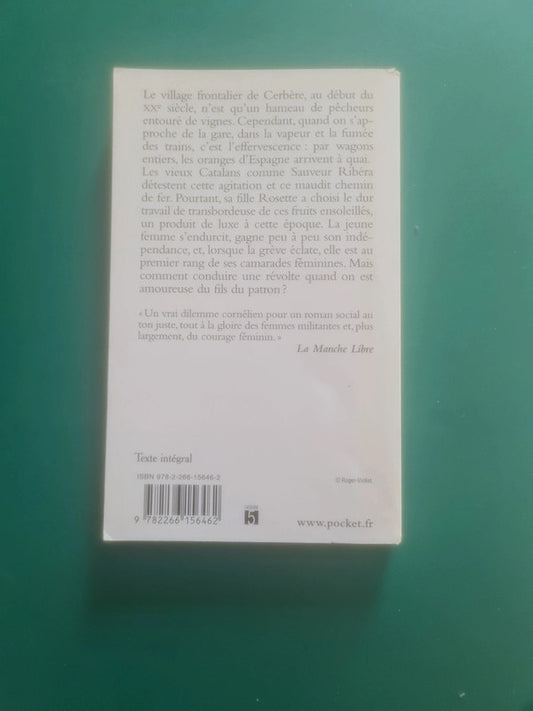 Le village frontalier de Cerbère, au début du
XXe siècle, n'est qu'un hameau de pêcheurs
entouré de vignes. Cependant, quand on s'ap-
proche de la gare, dans la vapeur et la fumée
des trains, c'est l'effervescence : par wagons
entiers, les oranges d'Espagne arrivent à quai.
Les vieux Catalans comme Sauveur Ribéra
détestent cette agitation et ce maudit chemin
de fer. Pourtant, sa fille Rosette a choisi le dur
travail de transbordeuse de ces fruits ensoleillés,
un produit de luxe à cette époque. La jeune
femme s'endurcit, gagne peu à peu son indé-
pendance, et, lorsque la grève éclate, elle est au
premier rang de ses camarades féminines. Mais
comment conduire une révolte quand on est
amoureuse du fils du patron ?
« Un vrai dilemme cornélien pour un roman social au
ton juste, tout à la gloire des femmes militantes et, plus
largement, du courage féminin. »
La Manche Libre
Texte intégral
ISBN 978-2-266-15646-2
© Roger-Viollet
9 782266 156462
5
www.pocket.fr